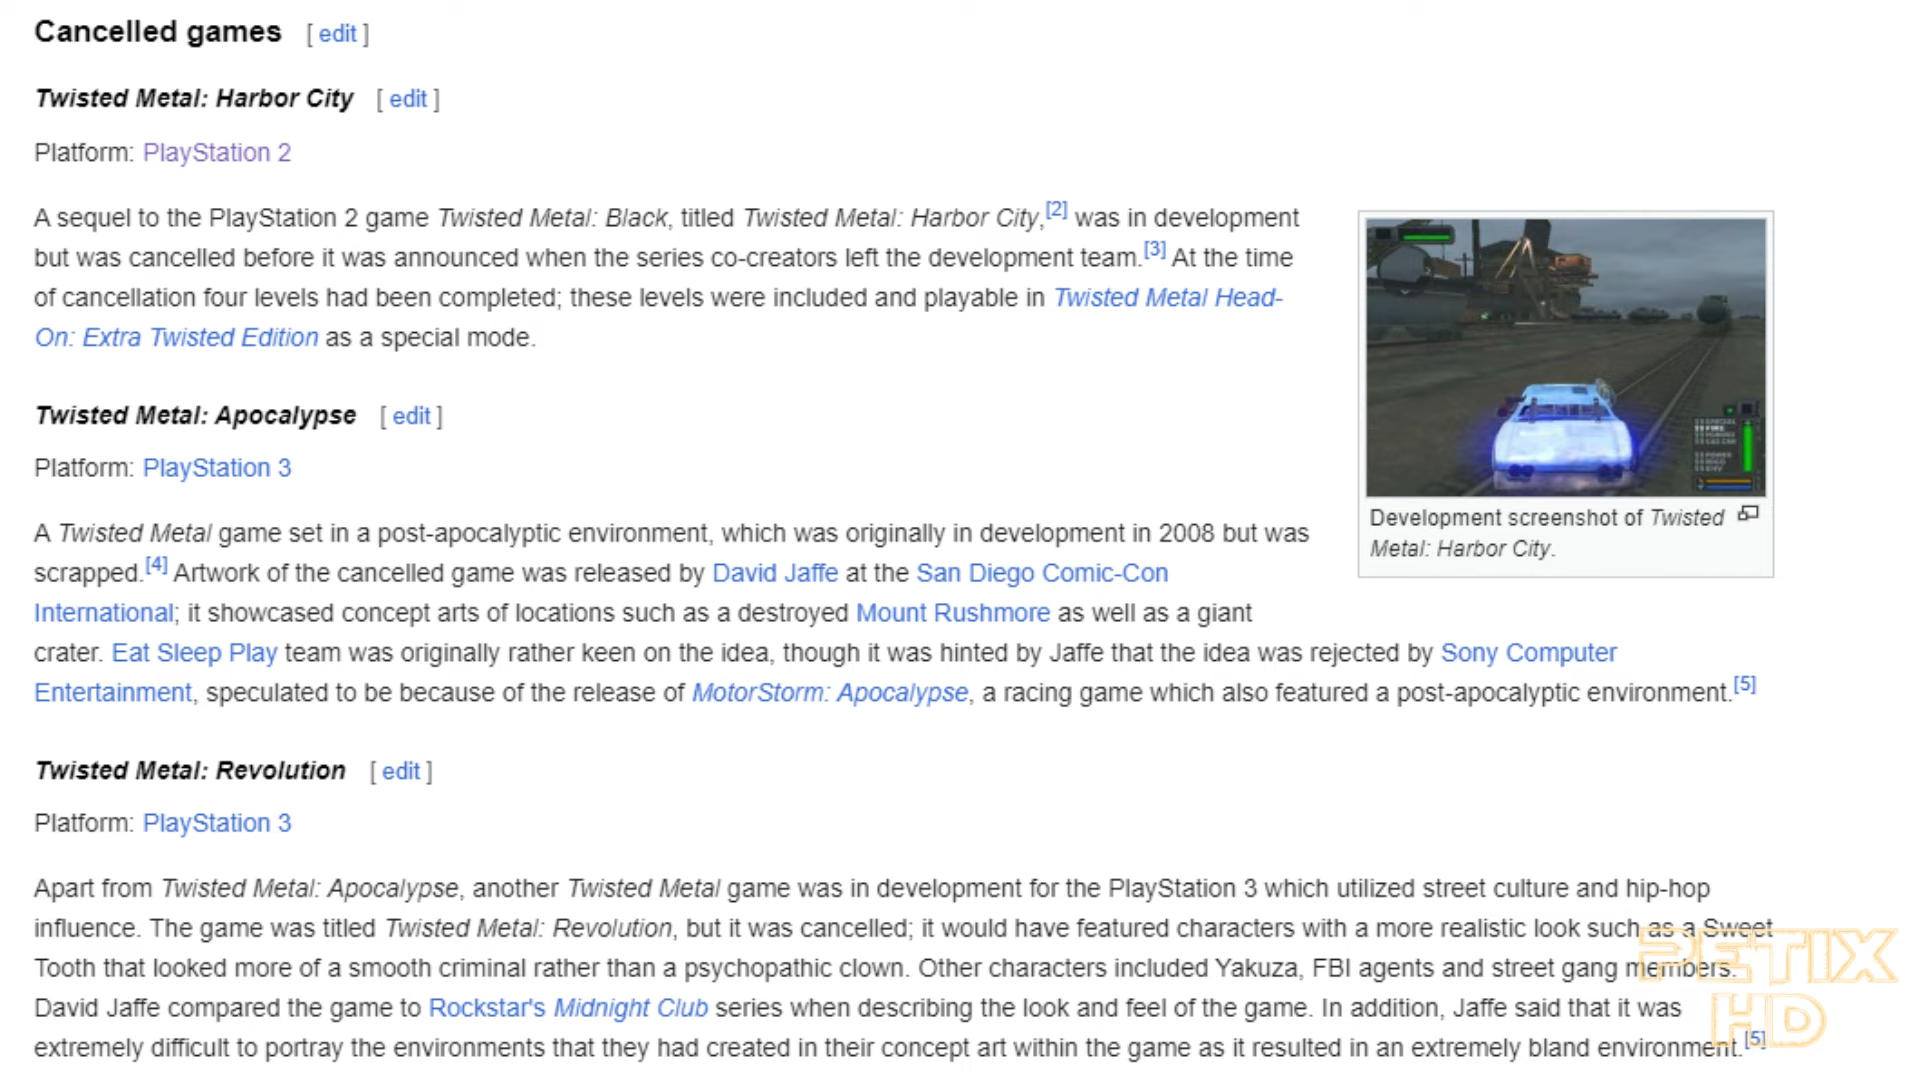 Cancelled games [ edit ]
Twisted Metal: Harbor City [ edit ]
Platform: PlayStation 2
A sequel to the PlayStation 2 game Twisted Metal: Black, titled Twisted Metal: Harbor City,[2] was in development
but was cancelled before it was announced when the series co-creators left the development team.[3] At the time
of cancellation four levels had been completed; these levels were included and playable in Twisted Metal Head-
On: Extra Twisted Edition as a special mode.
Development screenshot of Twisted
Metal: Harbor City.
Twisted Metal: Apocalypse [ edit ]
Platform: PlayStation 3
A Twisted Metal game set in a post-apocalyptic environment, which was originally in development in 2008 but was
scrapped.[4] Artwork of the cancelled game was released by David Jaffe at the San Diego Comic-Con
International; it showcased concept arts of locations such as a destroyed Mount Rushmore as well as a giant
crater. Eat Sleep Play team was originally rather keen on the idea, though it was hinted by Jaffe that the idea was rejected by Sony Computer
Entertainment, speculated to be because of the release of MotorStorm: Apocalypse, a racing game which also featured a post-apocalyptic environment.[5]
Twisted Metal: Revolution [ edit ]
Platform: PlayStation 3
Apart from Twisted Metal: Apocalypse, another Twisted Metal game was in development for the PlayStation 3 which utilized street culture and hip-hop
influence. The game was titled Twisted Metal: Revolution, but it was cancelled; it would have featured characters with a more realistic look such as a Sweet
Tooth that looked more of a smooth criminal rather than a psychopathic clown. Other characters included Yakuza, FBI agents and street gang members.
David Jaffe compared the game to Rockstar's Midnight Club series when describing the look and feel of the game. In addition, Jaffe said that it was
extremely difficult to portray the environments that they had created in their concept art within the game as it resulted in an extremely bland environment.[5]
PETIX
HD